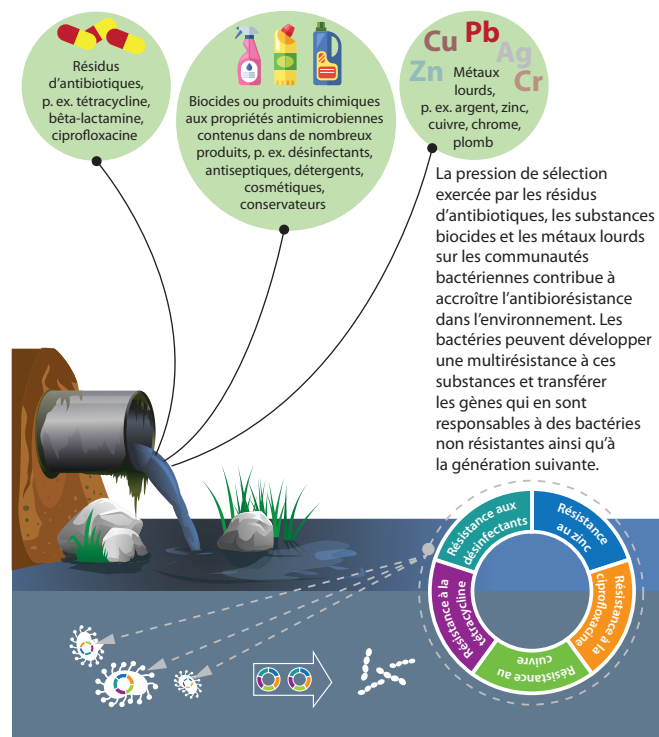 Résidus
d’antibiotiques,
p. ex. tétracycline,
bêta-lactamine,
ciprofloxacine
Biocides ou produits chimiques
aux propriétés antimicrobiennes
contenus dans de nombreux
produits, p. ex. désinfectants,
antiseptiques, détergents,
cosmétiques,
conservateurs
Cu
Pb
Ag
Zn
Cr
Métaux
lourds,
p. ex. argent, zinc,
cuivre, chrome,
plomb
La pression de sélection
exercée par les résidus
d’antibiotiques, les substances
biocides et les métaux lourds
sur les communautés
bactériennes contribue à
accroître l’antibiorésistance
dans l’environnement. Les
bactéries peuvent développer
une multirésistance à ces
substances et transférer
les gènes qui en sont
responsables à des bactéries
non résistantes ainsi qu’à
la génération suivante.
Résistance aux
désinfectants
Résistance
au zinc
Résistance à la
ciprofloxacine
Résistance au
cuivre
Résistance à la
tétracycline